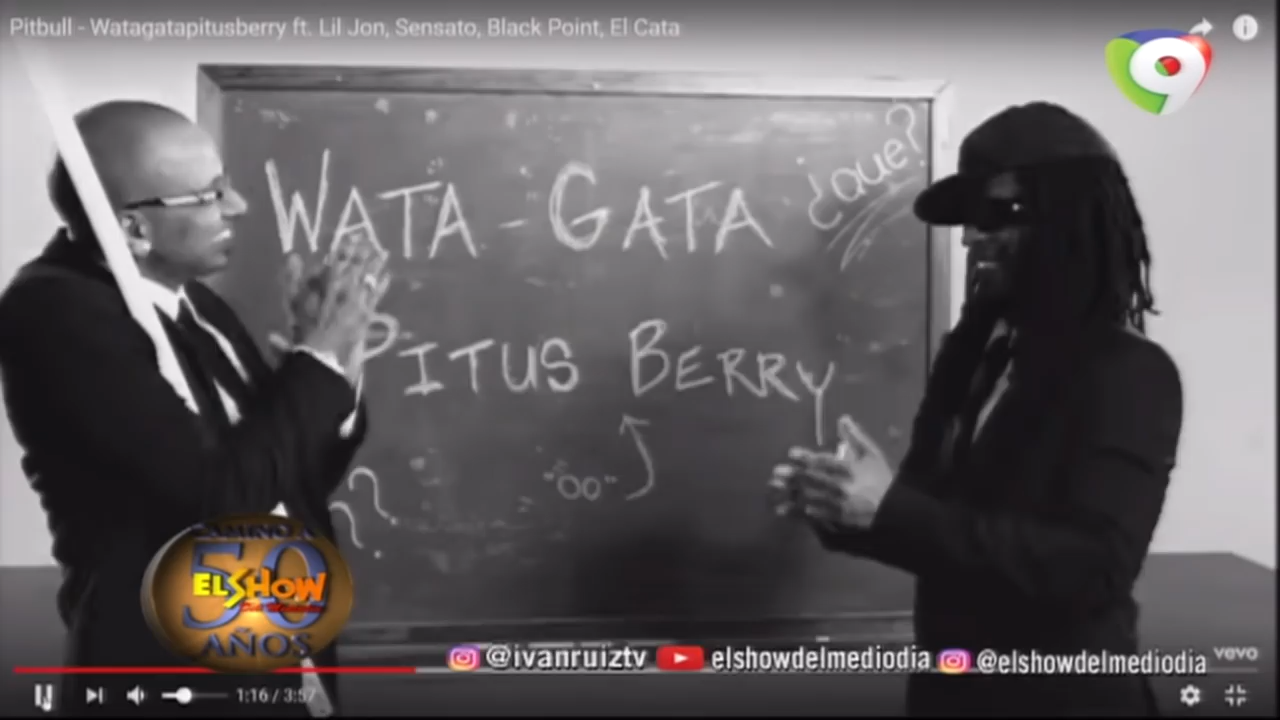 Pitbull - Watagatapitusberry ft. Lil Jon, Sensato, Black Point, El Cata
WATA-GATA ¿que?
PITUS BERRY
"OO"
??
50
EL SHOW
AÑOS
@ivanruiztv elshowdelmediodia @elshowdelmediodia
vevo
1:16 / 3:57